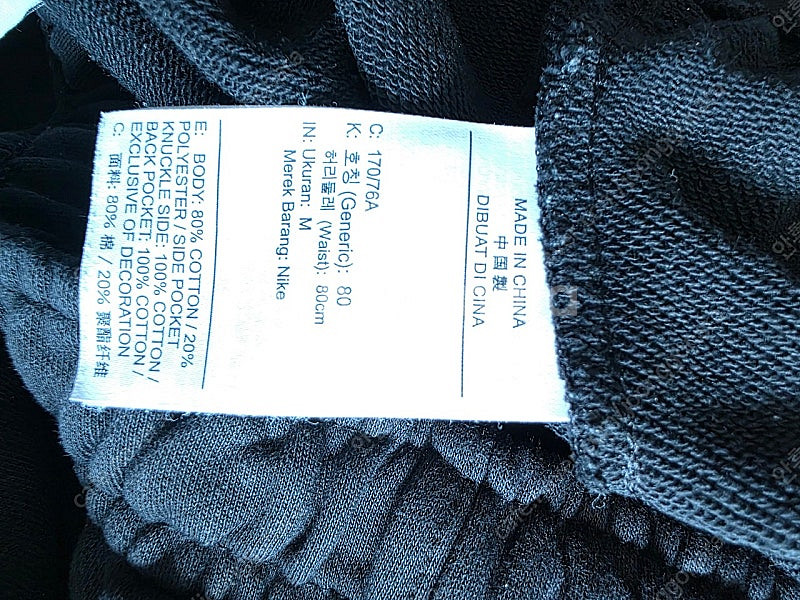 MADE IN CHINA
中国製
DIBUAT DI CINA
C: 170/76A
K: 호칭 (Generic): 80
허리둘레 (Waist): 80cm
IN: Ukuran: M
Merek Barang: Nike
E: BODY: 80% COTTON / 20%
POLYESTER / SIDE POCKET
KNUCKLE SIDE: 100% COTTON /
BACK POCKET: 100% COTTON /
EXCLUSIVE OF DECORATION
C: 面料: 80% 棉 / 20% 聚酯纤维